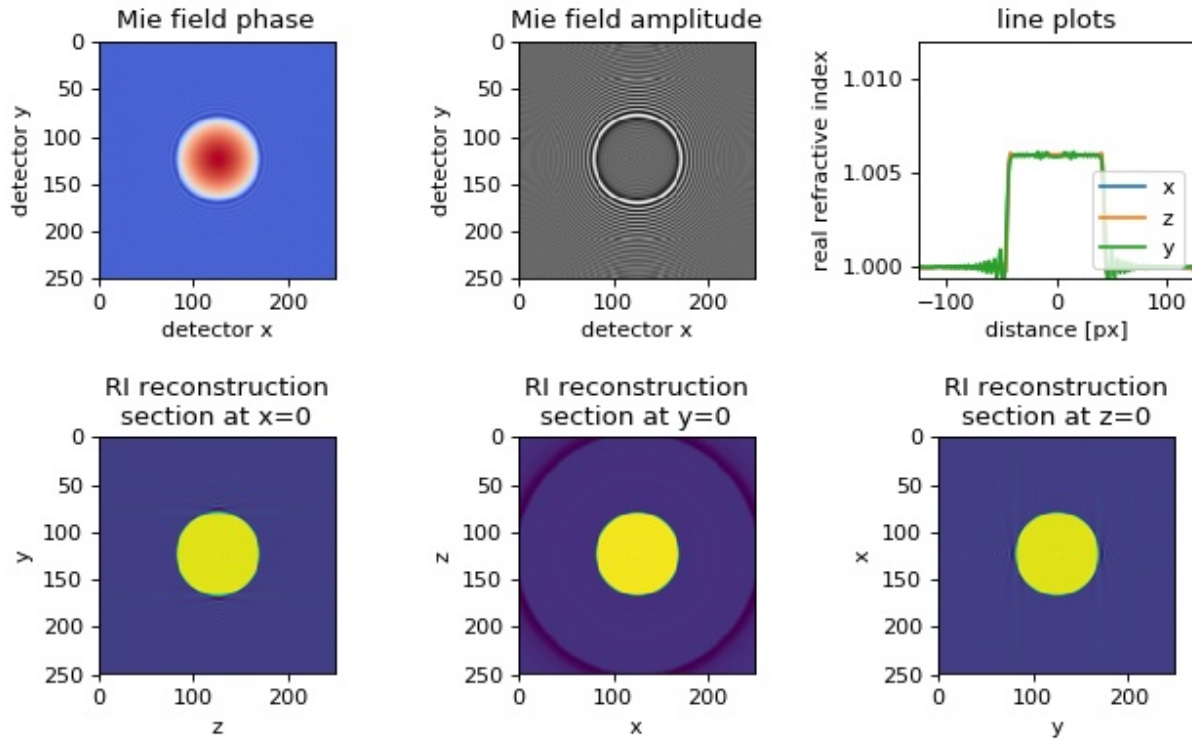 Mie field phase
Mie field amplitude
line plots
0
50
100
150
200
250
detector y
0
100
200
detector x
0
50
100
150
200
250
detector y
0
100
200
detector x
1.010
1.005
1.000
real refractive index
x
z
y
−100
0
100
distance [px]
RI reconstruction
section at x=0
RI reconstruction
section at y=0
RI reconstruction
section at z=0
0
50
100
150
200
250
y
0
100
200
z
0
50
100
150
200
250
z
0
100
200
x
0
50
100
150
200
250
x
0
100
200
y